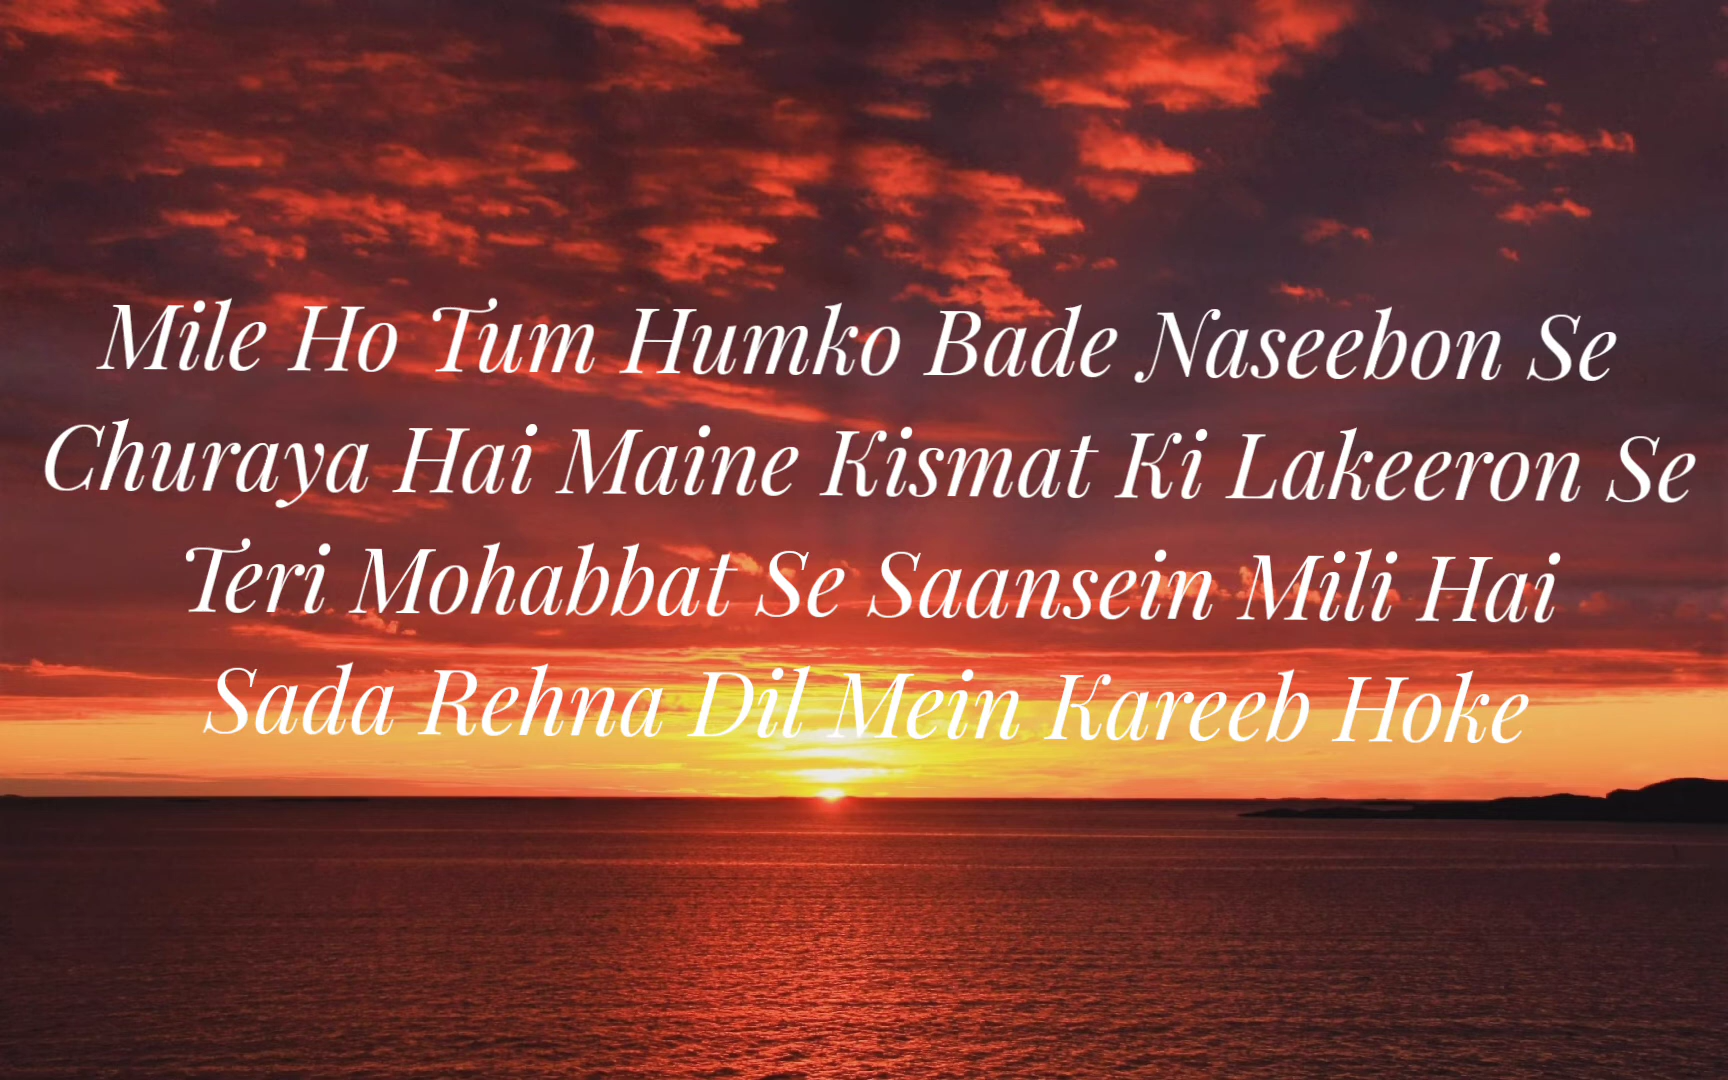 Mile Ho Tum Humko Bade Naseebon Se
Churaya Hai Maine Kismat Ki Lakeeron Se
Teri Mohabbat Se Saansein Mili Hai
Sada Rehna Dil Mein Kareeb Hoke